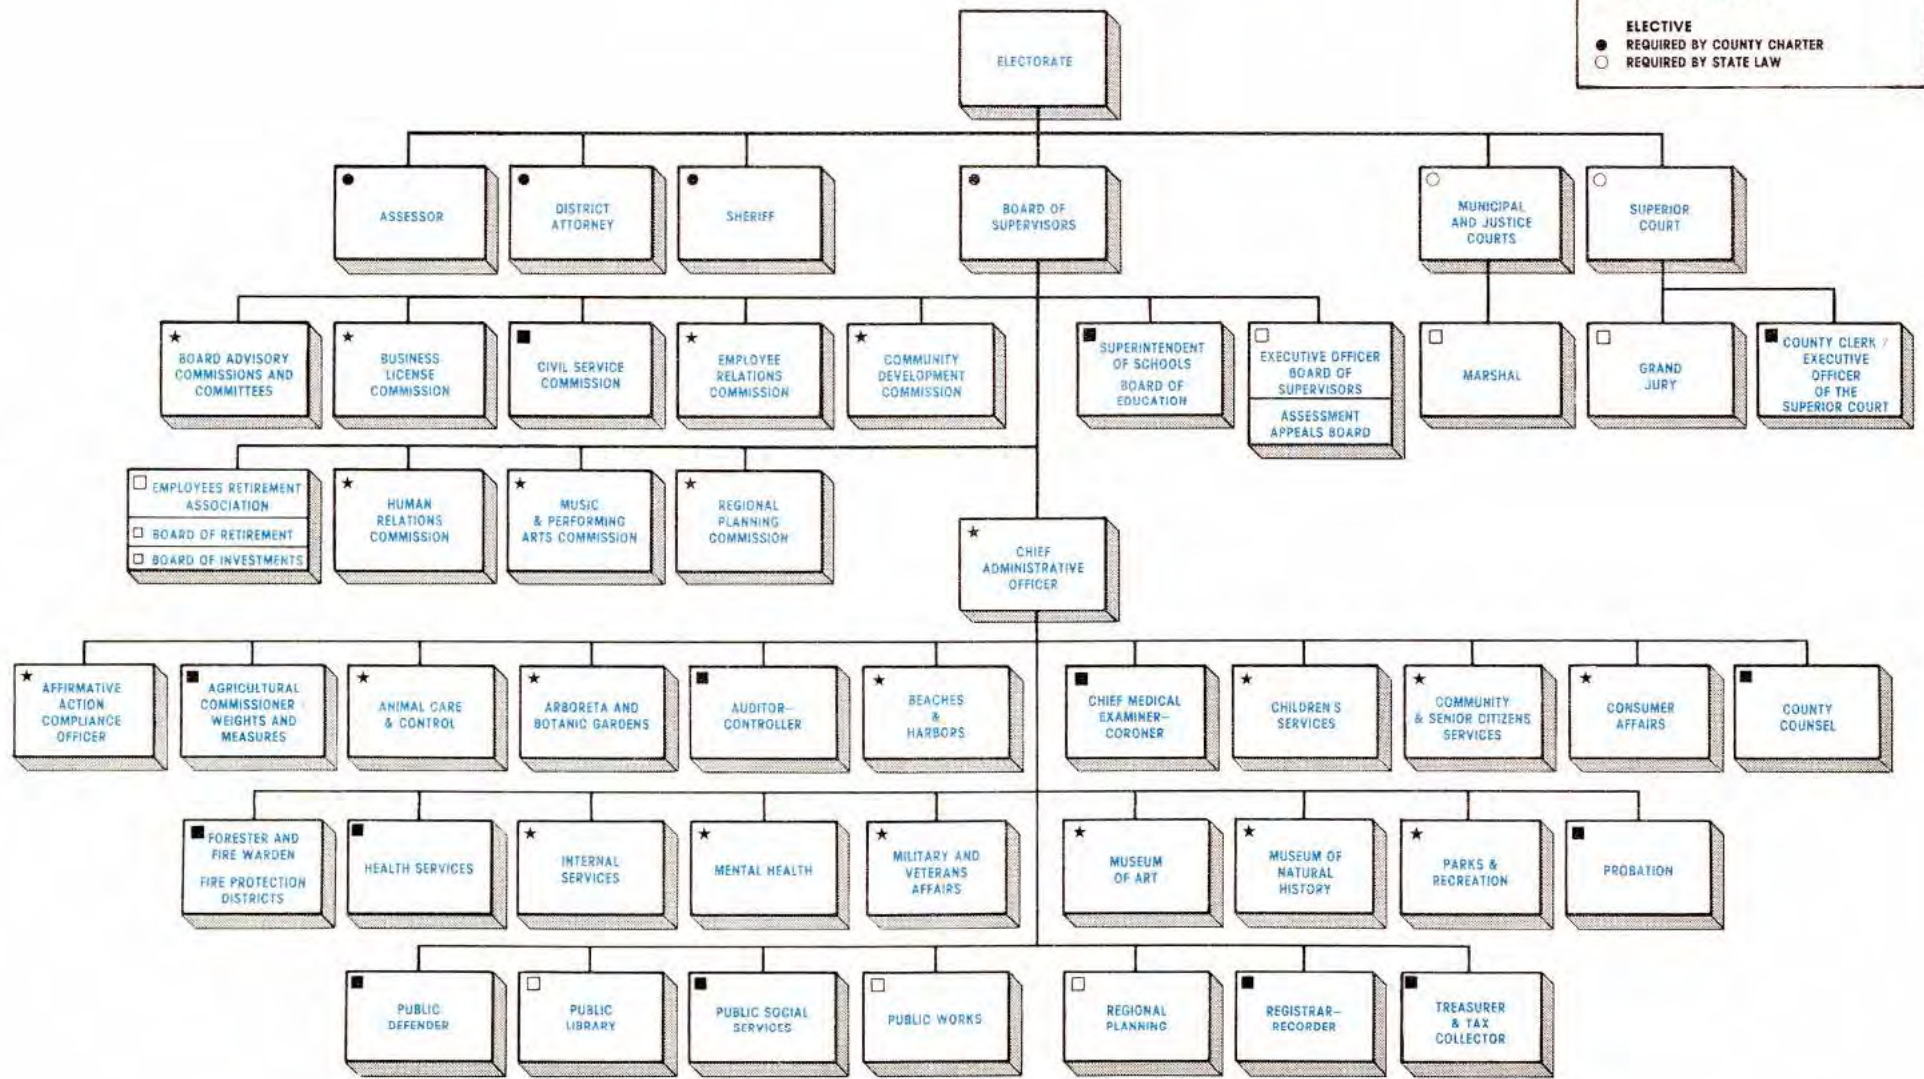 ELECTIVE
● REQUIRED BY COUNTY CHARTER
○ REQUIRED BY STATE LAW
ELECTORATE
ASSESSOR
DISTRICT
ATTORNEY
SHERIFF
BOARD OF
SUPERVISORS
MUNICIPAL
AND JUSTICE
COURTS
SUPERIOR
COURT
BOARD ADVISORY
COMMISSIONS AND
COMMITTEES
BUSINESS
LICENSE
COMMISSION
CIVIL SERVICE
COMMISSION
EMPLOYEE
RELATIONS
COMMISSION
COMMUNITY
DEVELOPMENT
COMMISSION
SUPERINTENDENT
OF SCHOOLS
BOARD OF
EDUCATION
EXECUTIVE OFFICER
BOARD OF
SUPERVISORS
ASSESSMENT
APPEALS BOARD
MARSHAL
GRAND
JURY
COUNTY CLERK /
EXECUTIVE
OFFICER
OF THE
SUPERIOR COURT
EMPLOYEES RETIREMENT
ASSOCIATION
BOARD OF RETIREMENT
BOARD OF INVESTMENTS
HUMAN
RELATIONS
COMMISSION
MUSIC
& PERFORMING
ARTS COMMISSION
REGIONAL
PLANNING
COMMISSION
CHIEF
ADMINISTRATIVE
OFFICER
AFFIRMATIVE
ACTION
COMPLIANCE
OFFICER
AGRICULTURAL
COMMISSIONER
WEIGHTS AND
MEASURES
ANIMAL CARE
& CONTROL
ARBORETA AND
BOTANIC GARDENS
AUDITOR–
CONTROLLER
BEACHES
&
HARBORS
CHIEF MEDICAL
EXAMINER–
CORONER
CHILDREN'S
SERVICES
COMMUNITY
& SENIOR CITIZENS
SERVICES
CONSUMER
AFFAIRS
COUNTY
COUNSEL
FORESTER AND
FIRE WARDEN
FIRE PROTECTION
DISTRICTS
HEALTH SERVICES
INTERNAL
SERVICES
MENTAL HEALTH
MILITARY AND
VETERANS
AFFAIRS
MUSEUM
OF ART
MUSEUM OF
NATURAL
HISTORY
PARKS &
RECREATION
PROBATION
PUBLIC
DEFENDER
PUBLIC
LIBRARY
PUBLIC SOCIAL
SERVICES
PUBLIC WORKS
REGIONAL
PLANNING
REGISTRAR–
RECORDER
TREASURER
& TAX
COLLECTOR